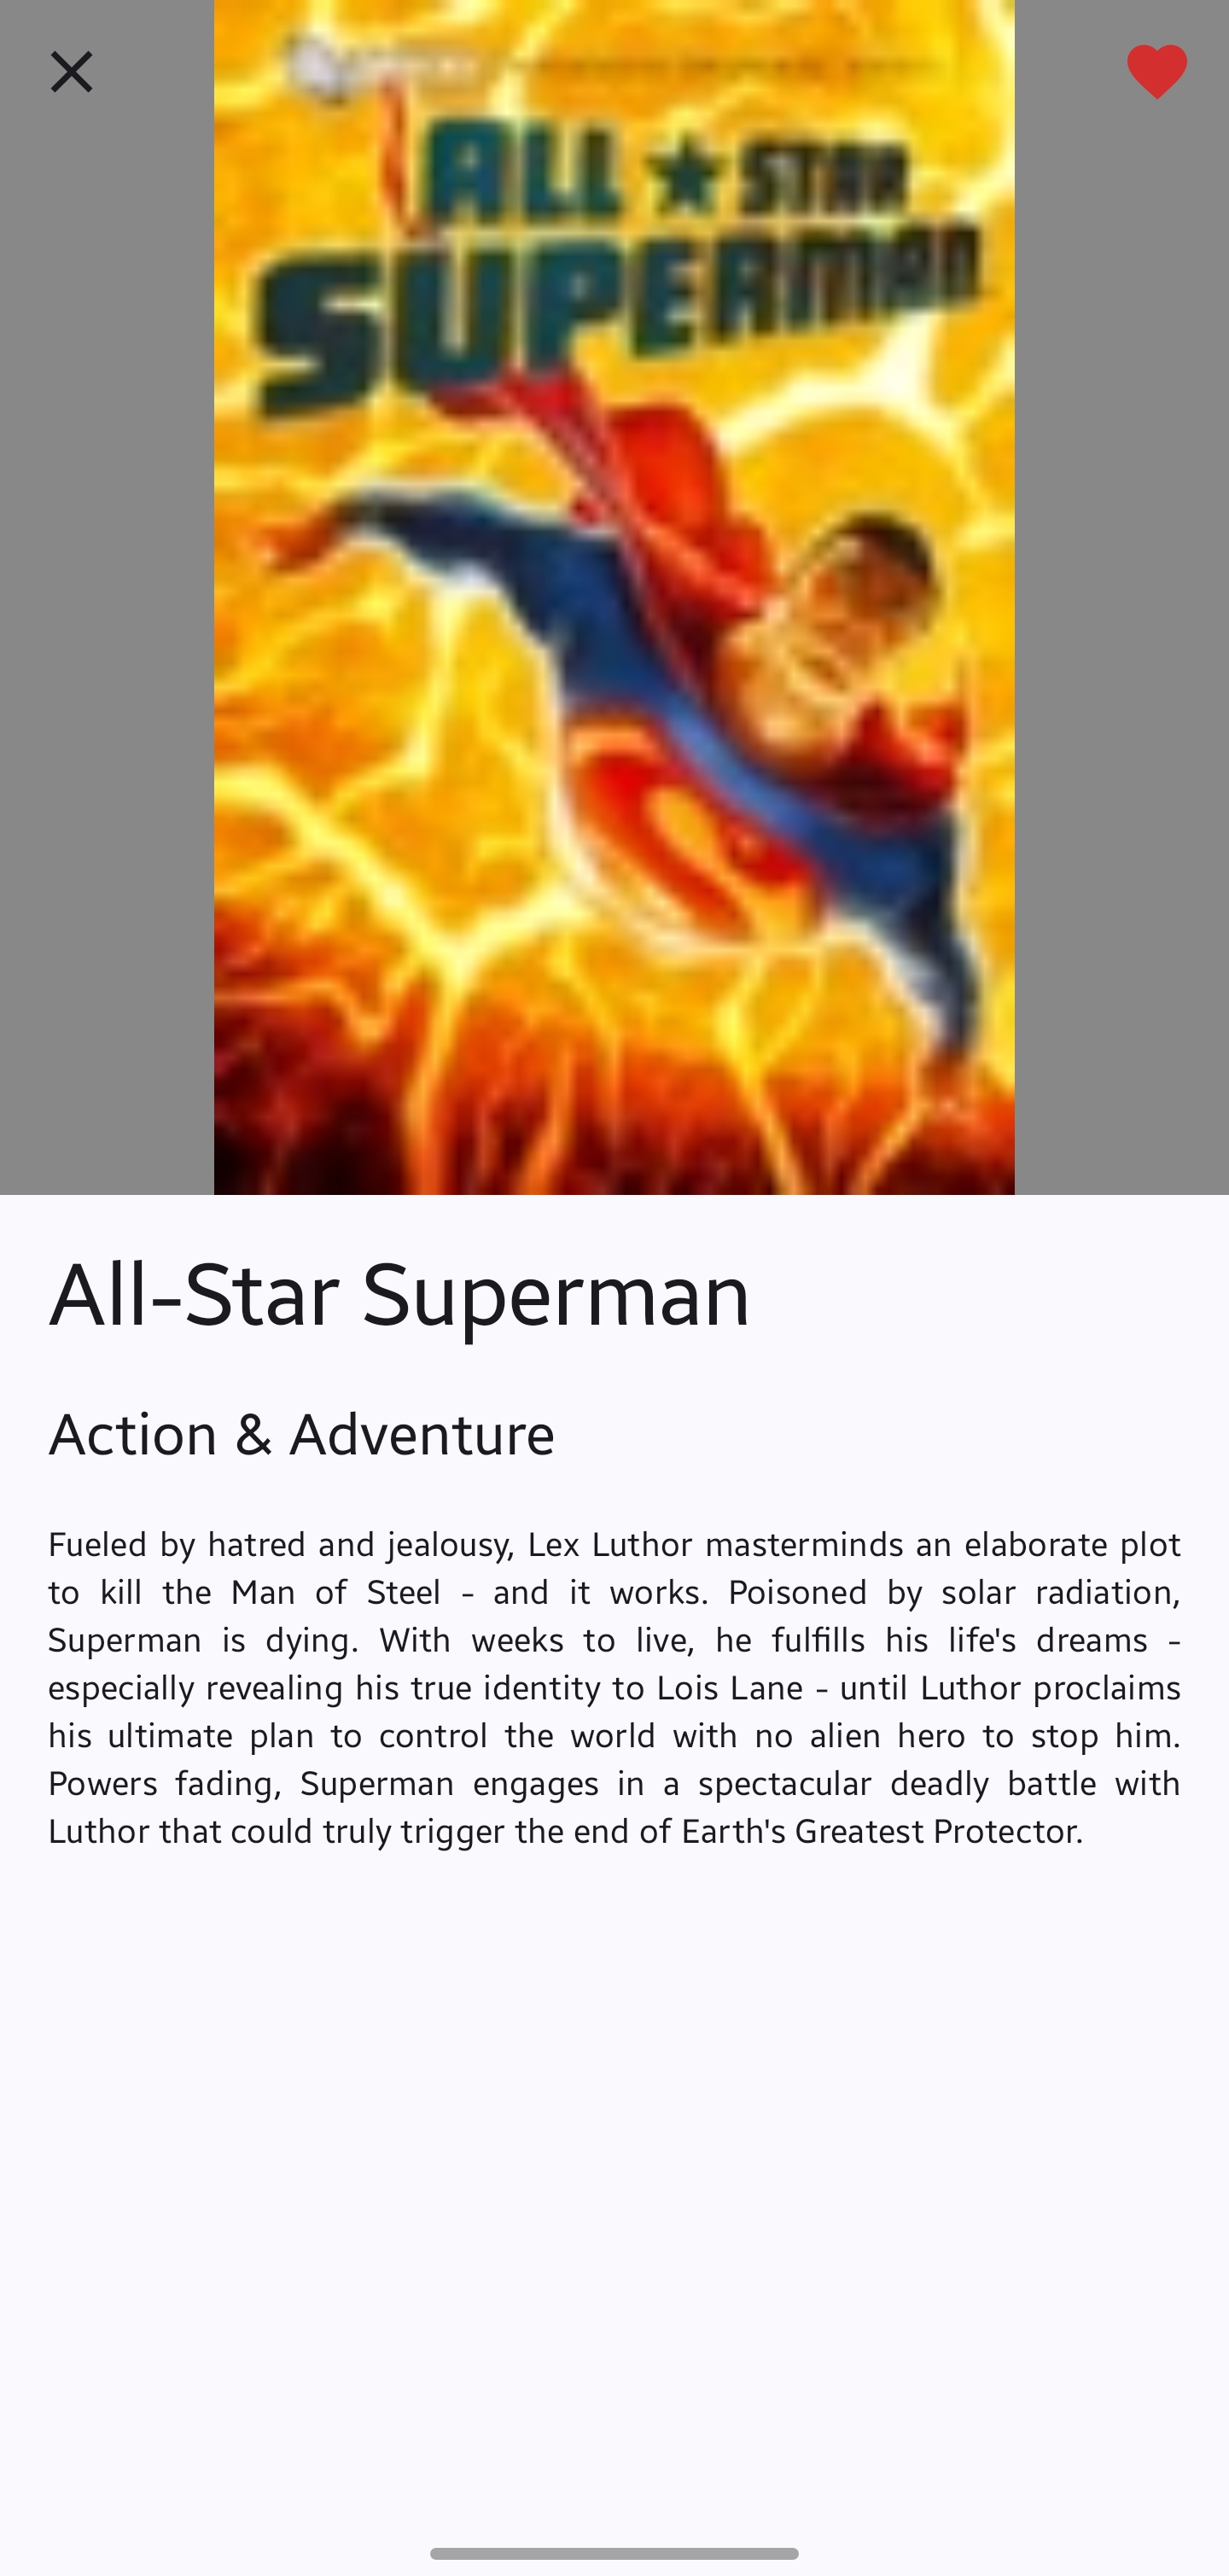 ALL ★ STAR
SUPERMAN
All-Star Superman
Action & Adventure
Fueled by hatred and jealousy, Lex Luthor masterminds an elaborate plot
to kill the Man of Steel - and it works. Poisoned by solar radiation,
Superman is dying. With weeks to live, he fulfills his life's dreams -
especially revealing his true identity to Lois Lane - until Luthor proclaims
his ultimate plan to control the world with no alien hero to stop him.
Powers fading, Superman engages in a spectacular deadly battle with
Luthor that could truly trigger the end of Earth's Greatest Protector.